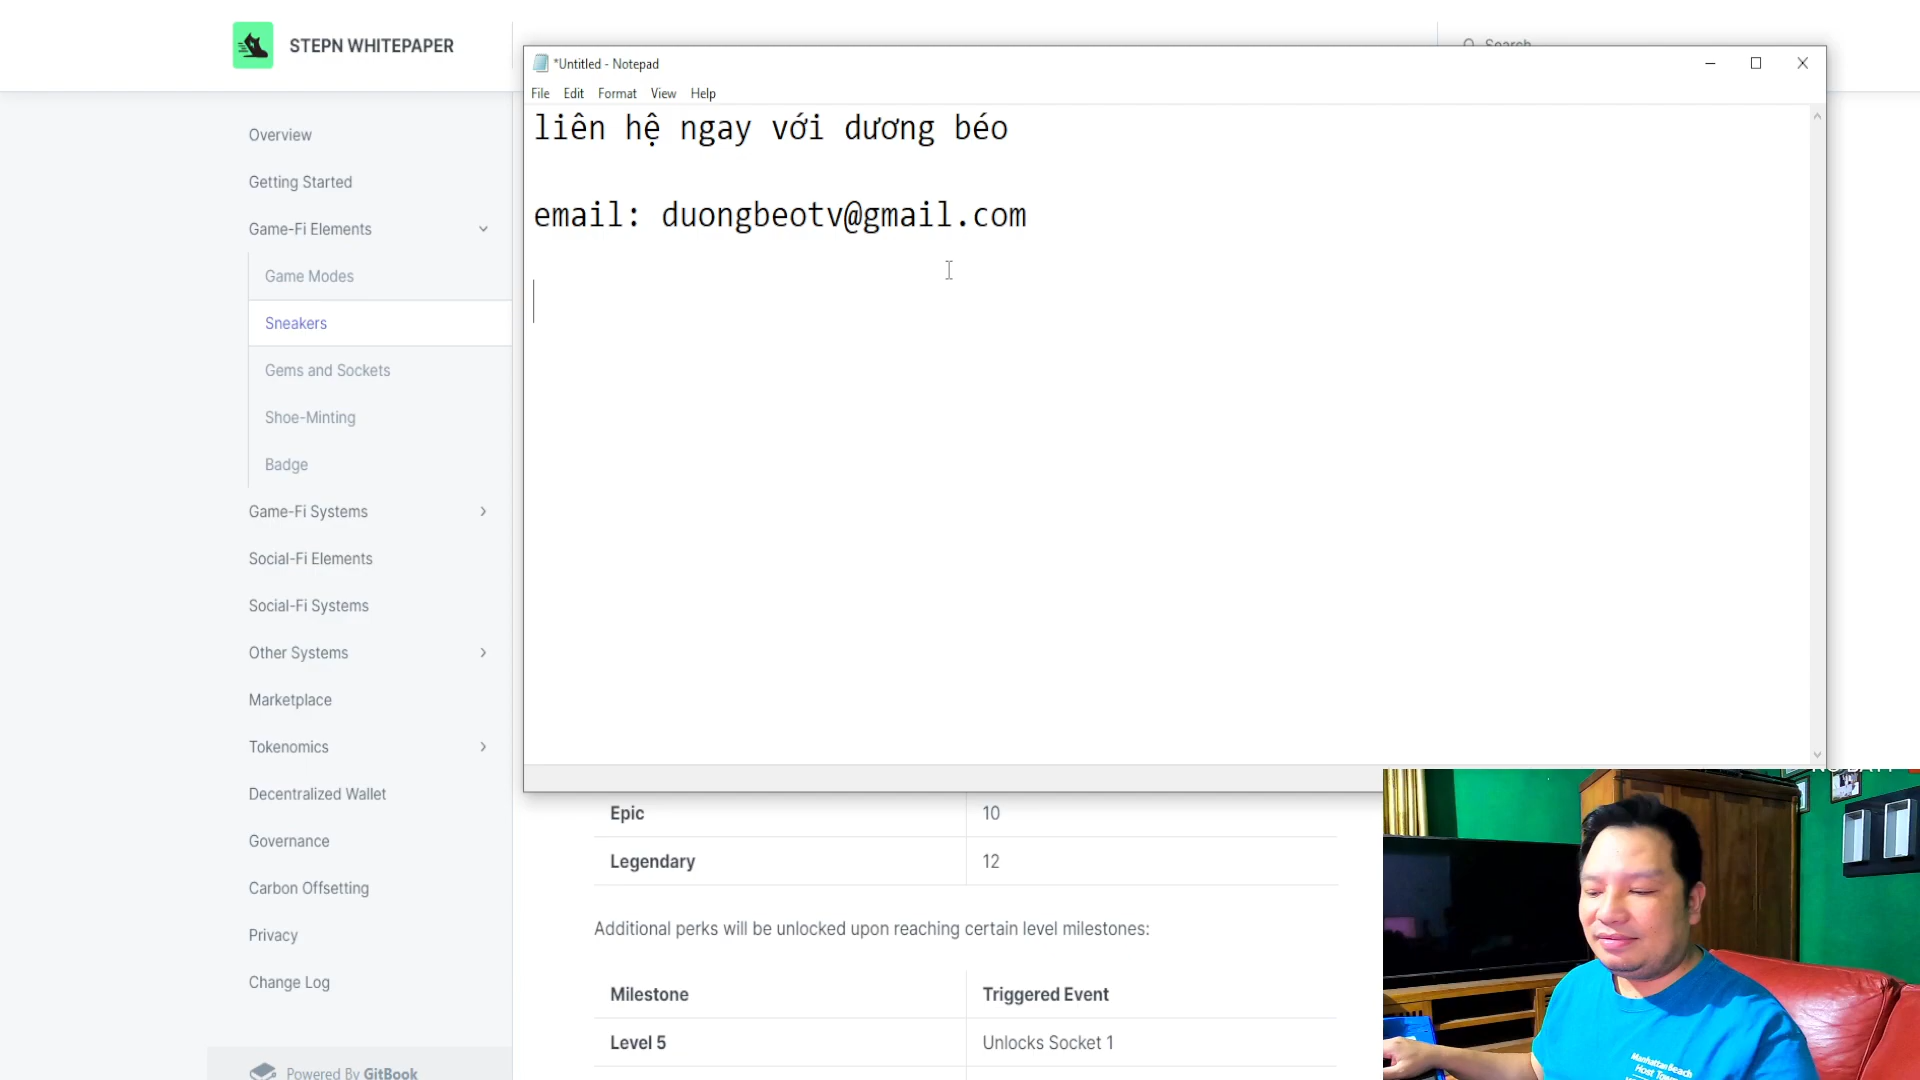 STEPN WHITEPAPER
Search
*Untitled - Notepad
File Edit Format View Help
liên hệ ngay với dương béo
email: duongbeotv@gmail.com
Overview
Getting Started
Game-Fi Elements
Game Modes
Sneakers
Gems and Sockets
Shoe-Minting
Badge
Game-Fi Systems
Social-Fi Elements
Social-Fi Systems
Other Systems
Marketplace
Tokenomics
Decentralized Wallet
Governance
Carbon Offsetting
Privacy
Change Log
Powered By GitBook
Epic 10
Legendary 12
Additional perks will be unlocked upon reaching certain level milestones:
Milestone Triggered Event
Level 5 Unlocks Socket 1
Manhattan Beach